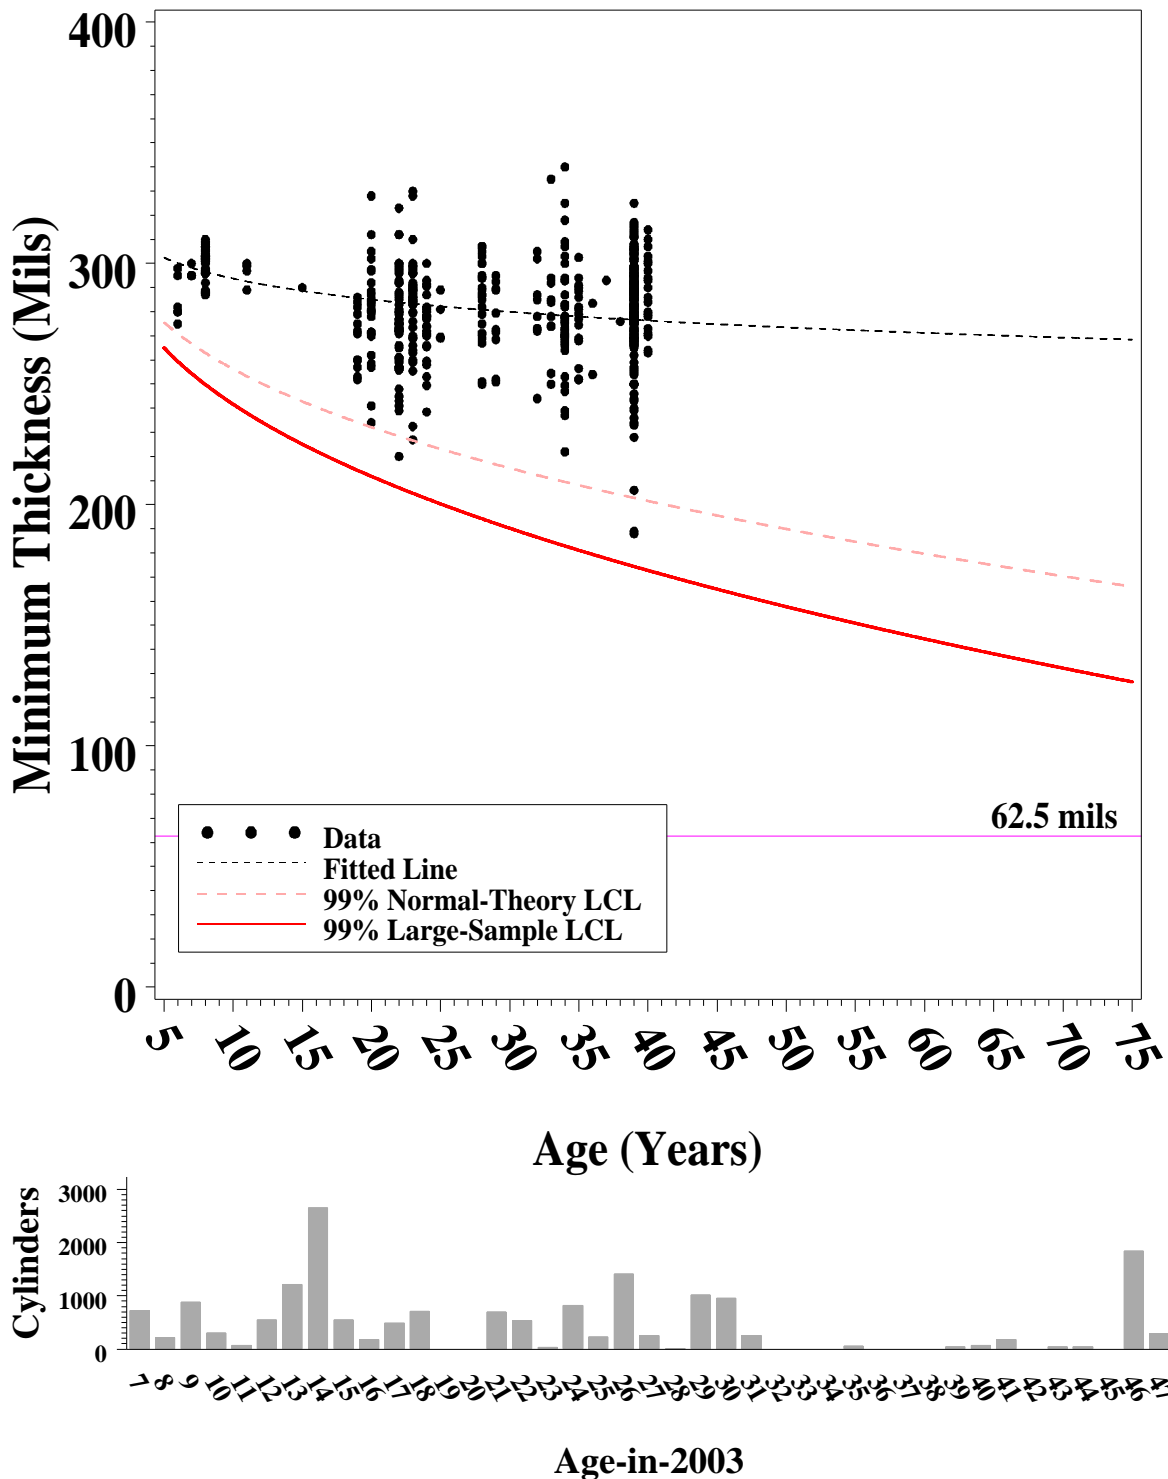 Minimum Thickness (Mils)
400
300
200
100
0
62.5 mils
Data
Fitted Line
99% Normal-Theory LCL
99% Large-Sample LCL
5 10 15 20 25 30 35 40 45 50 55 60 65 70 75
Age (Years)
Cylinders
3000
2000
1000
0
7 8 9 10 11 12 13 14 15 16 17 18 19 20 21 22 23 24 25 26 27 28 29 30 31 32 33 34 35 36 37 38 39 40 41 42 43 44 45 46 47
Age-in-2003